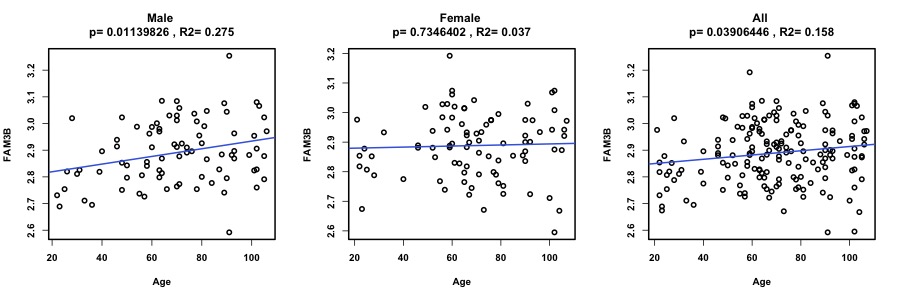 Male
p= 0.01139826 , R2= 0.275
FAM3B
3.2
3.1
3.0
2.9
2.8
2.7
2.6
20 40 60 80 100
Age
Female
p= 0.7346402 , R2= 0.037
FAM3B
3.2
3.1
3.0
2.9
2.8
2.7
2.6
20 40 60 80 100
Age
All
p= 0.03906446 , R2= 0.158
FAM3B
3.2
3.1
3.0
2.9
2.8
2.7
2.6
20 40 60 80 100
Age